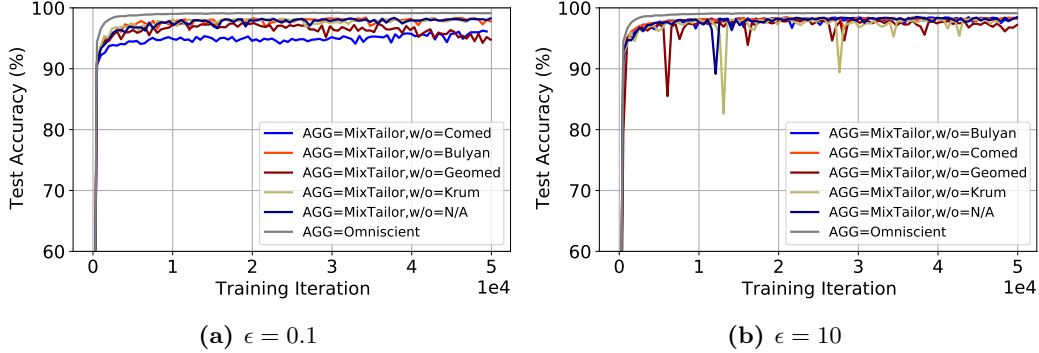 100
90
80
70
60
Test Accuracy (%)
AGG=MixTailor,w/o=Comed
AGG=MixTailor,w/o=Bulyan
AGG=MixTailor,w/o=Geomed
AGG=MixTailor,w/o=Krum
AGG=MixTailor,w/o=N/A
AGG=Omniscient
0 1 2 3 4 5
1e4
Training Iteration
(a) ϵ = 0.1
100
90
80
70
60
Test Accuracy (%)
AGG=MixTailor,w/o=Bulyan
AGG=MixTailor,w/o=Comed
AGG=MixTailor,w/o=Geomed
AGG=MixTailor,w/o=Krum
AGG=MixTailor,w/o=N/A
AGG=Omniscient
0 1 2 3 4 5
1e4
Training Iteration
(b) ϵ = 10